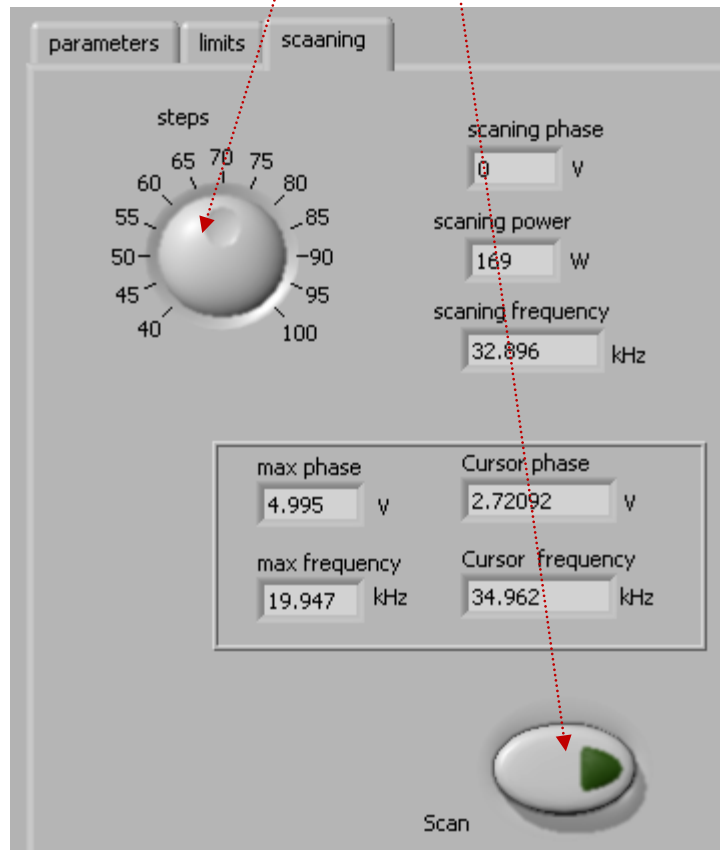 parameters limits scaaning
steps
40 45 50 55 60 65 70 75 80 85 90 95 100
scaning phase
0 V
scaning power
169 W
scaning frequency
32.896 kHz
max phase Cursor phase
4.995 V 2.72092 V
max frequency Cursor frequency
19.947 kHz 34.962 kHz
Scan